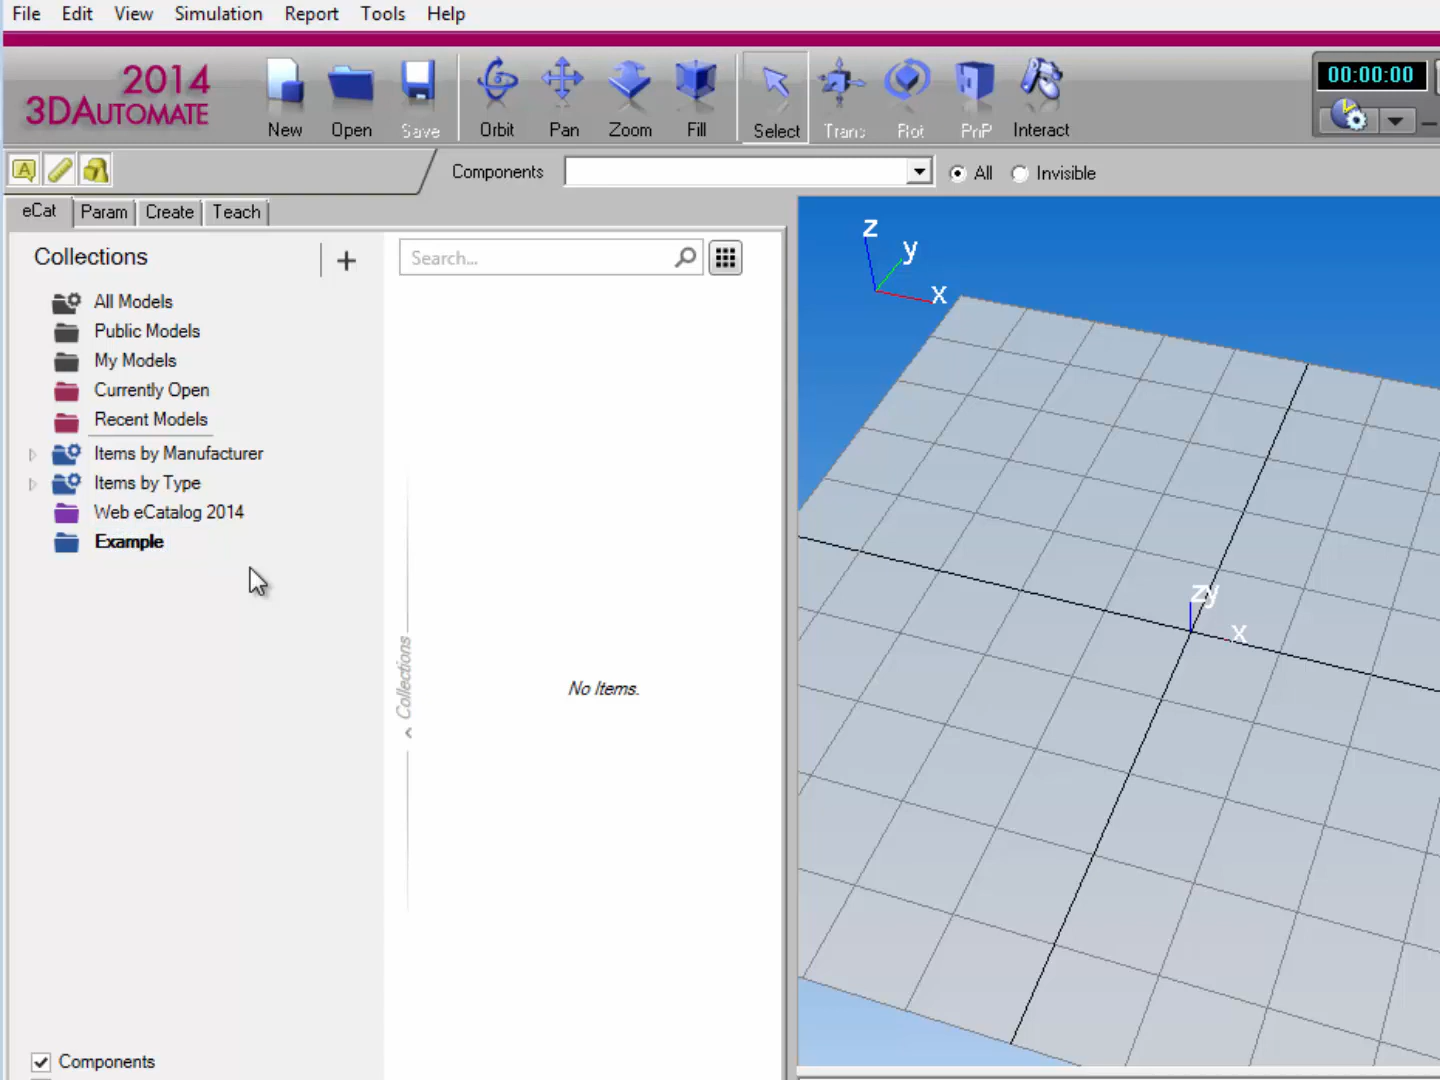 File Edit View Simulation Report Tools Help
2014
3DAUTOMATE
New Open Save Orbit Pan Zoom Fill Select Trans Rot PnP Interact
00:00:00
A
Components All Invisible
eCat Param Create Teach
Collections +
Search...
All Models
Public Models
My Models
Currently Open
Recent Models
Items by Manufacturer
Items by Type
Web eCatalog 2014
Example
Collections
No Items.
Components
z
y
x
zy
x